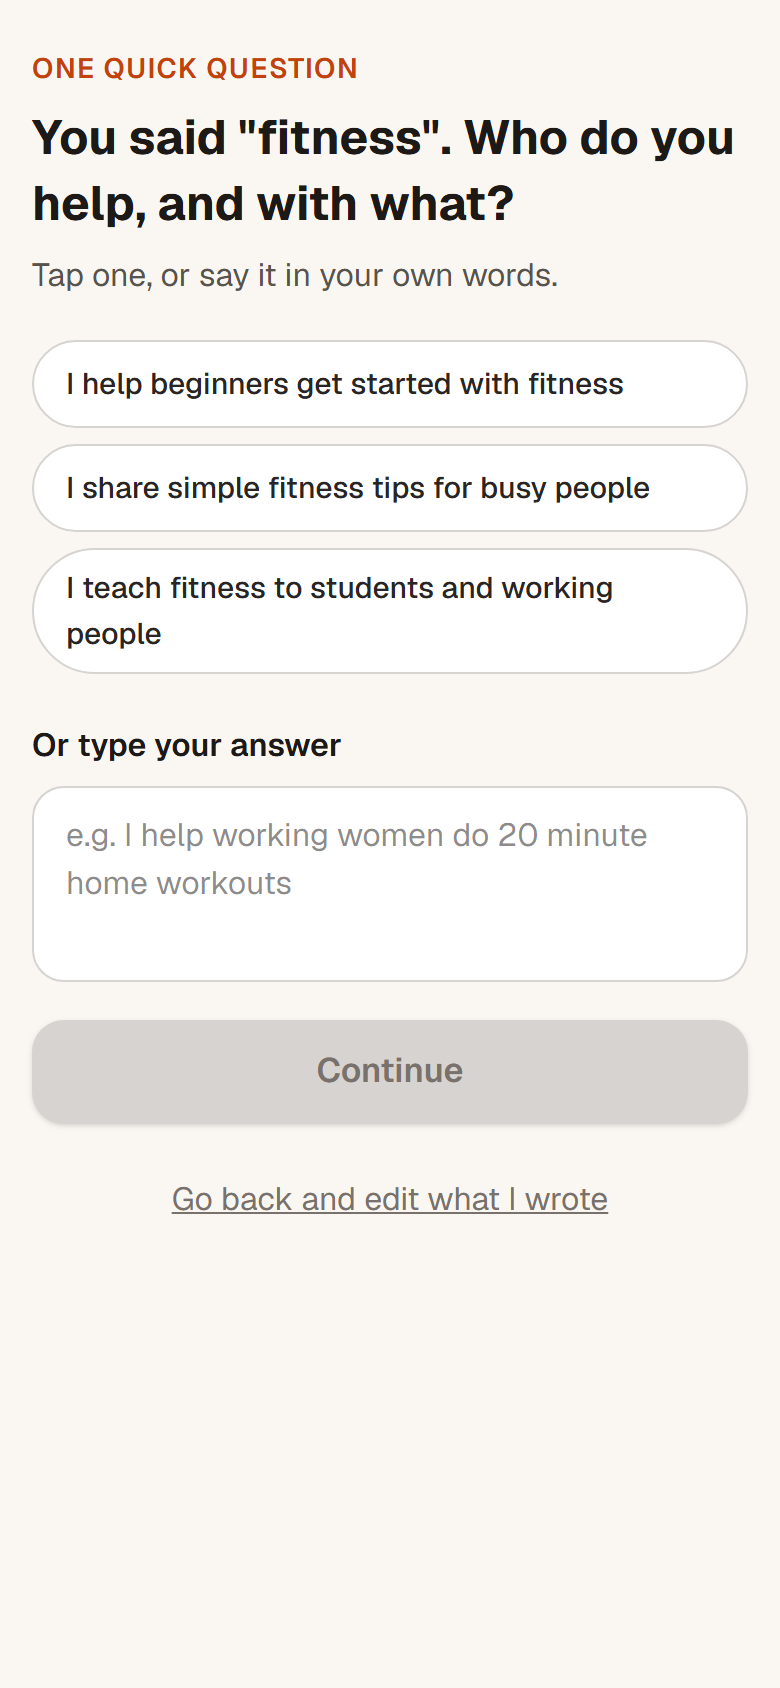 ONE QUICK QUESTION
You said "fitness". Who do you
help, and with what?
Tap one, or say it in your own words.
I help beginners get started with fitness
I share simple fitness tips for busy people
I teach fitness to students and working
people
Or type your answer
e.g. I help working women do 20 minute
home workouts
Continue
Go back and edit what I wrote